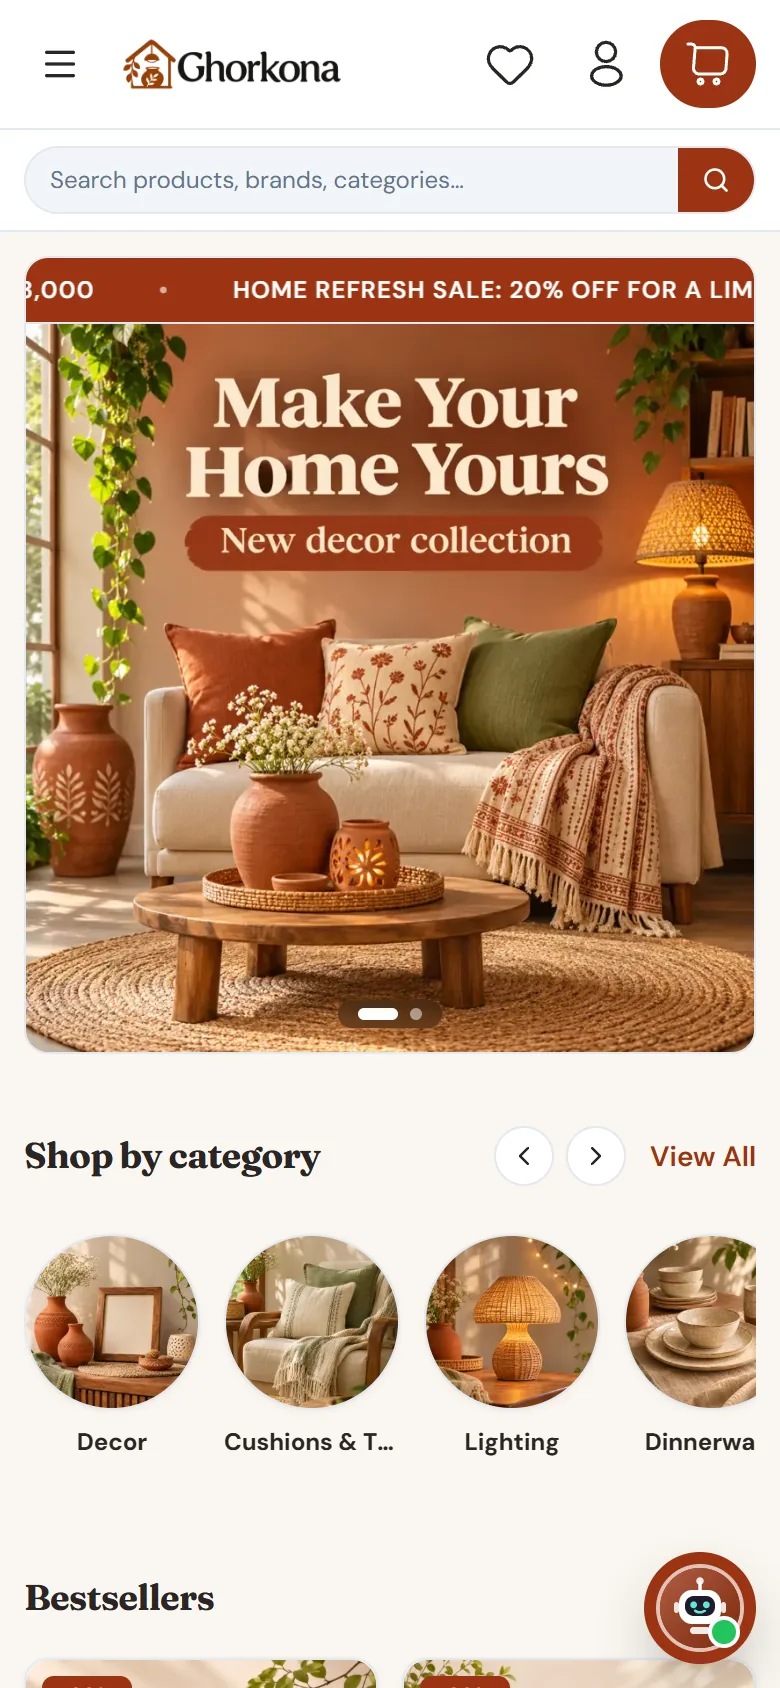 Ghorkona
Search products, brands, categories...
3,000 • HOME REFRESH SALE: 20% OFF FOR A LIM
Make Your
Home Yours
New decor collection
Shop by category
View All
Decor
Cushions & T...
Lighting
Dinnerwa
Bestsellers